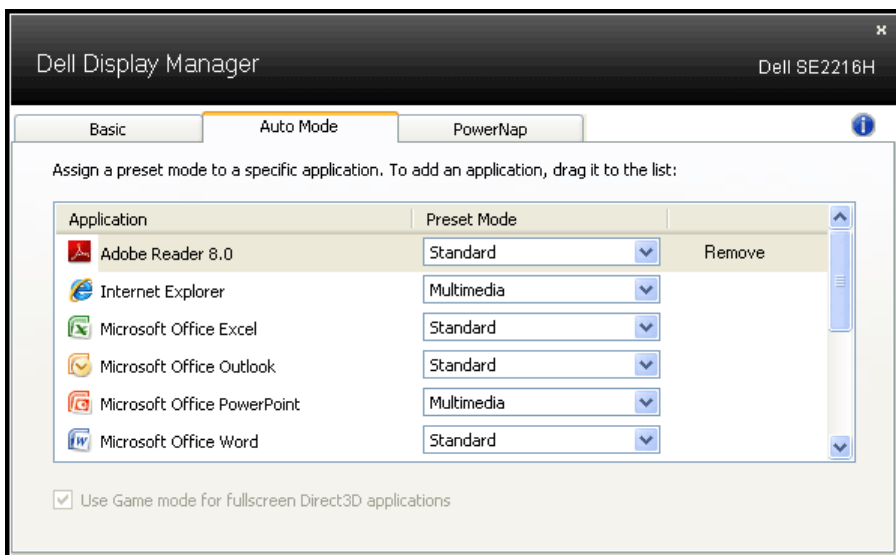 Dell Display Manager
Dell SE2216H
Basic Auto Mode PowerNap
Assign a preset mode to a specific application. To add an application, drag it to the list:
Application Preset Mode
Adobe Reader 8.0 Standard Remove
Internet Explorer Multimedia
Microsoft Office Excel Standard
Microsoft Office Outlook Standard
Microsoft Office PowerPoint Multimedia
Microsoft Office Word Standard
Use Game mode for fullscreen Direct3D applications